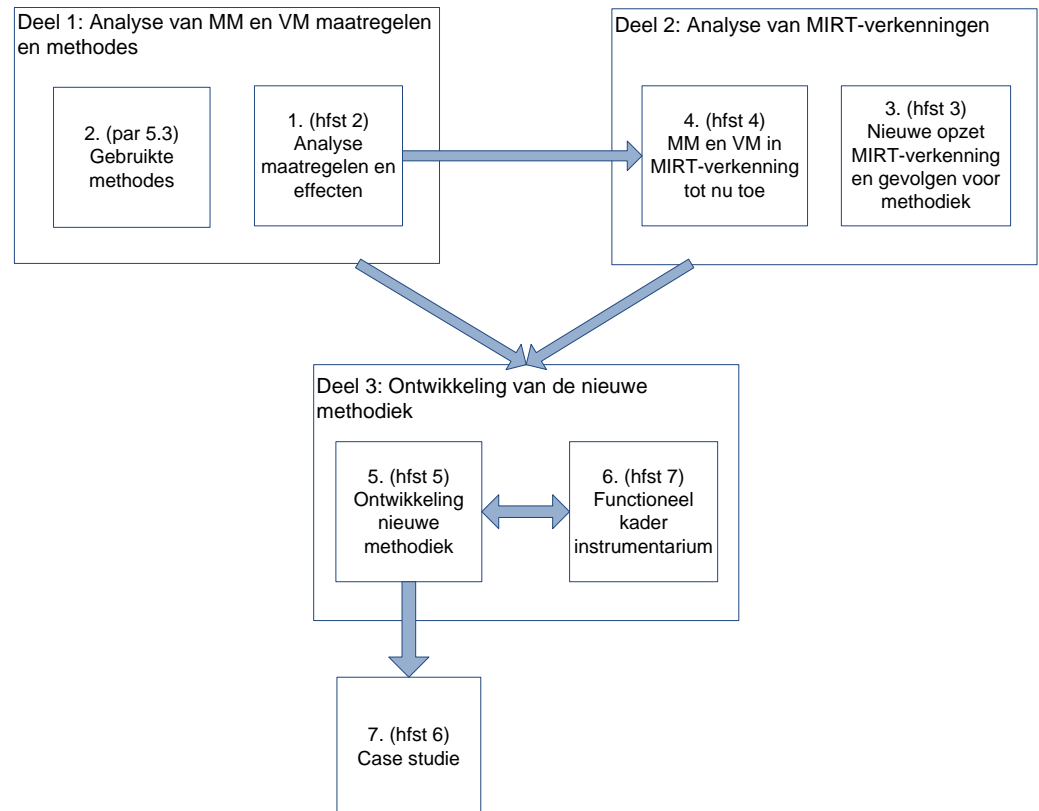 Deel 1: Analyse van MM en VM maatregelen
en methodes
2. (par 5.3)
Gebruikte
methodes
1. (hfst 2)
Analyse
maatregelen en
effecten
Deel 2: Analyse van MIRT-verkenningen
4. (hfst 4)
MM en VM in
MIRT-verkenning
tot nu toe
3. (hfst 3)
Nieuwe opzet
MIRT-verkenning
en gevolgen voor
methodiek
Deel 3: Ontwikkeling van de nieuwe
methodiek
5. (hfst 5)
Ontwikkeling
nieuwe
methodiek
6. (hfst 7)
Functioneel
kader
instrumentarium
7. (hfst 6)
Case studie